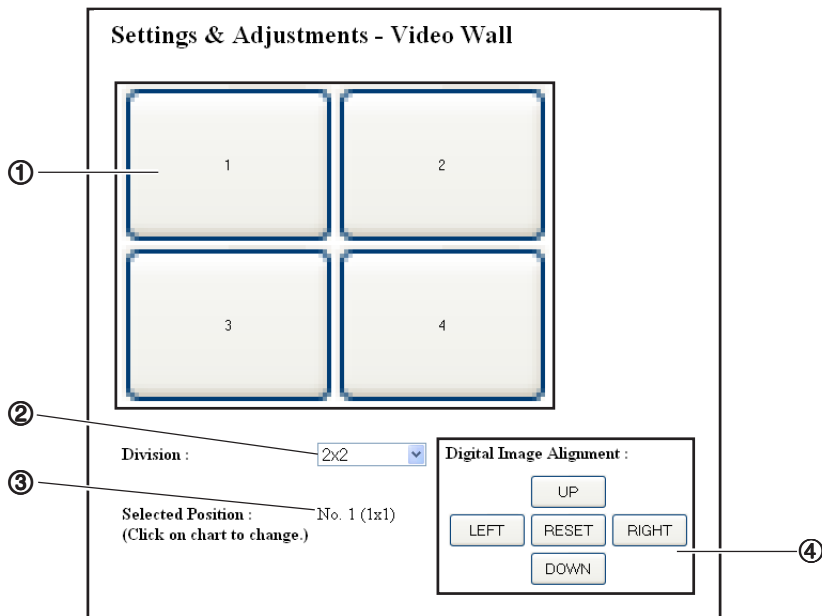 Settings & Adjustments - Video Wall
① 1 2
3 4
②
Division : 2x2 Digital Image Alignment :
UP
③
Selected Position : No. 1 (1x1)
(Click on chart to change.)
LEFT RESET RIGHT
④
DOWN